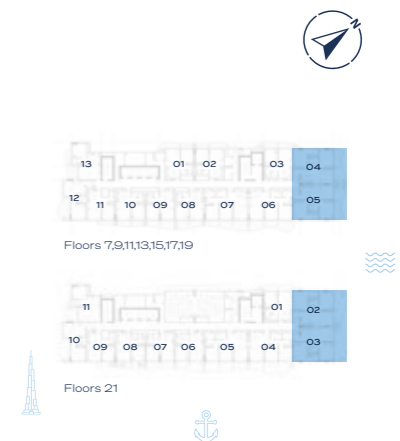 N
13 01 02 03 04
12 11 10 09 08 07 06 05
Floors 7,9,11,13,15,17,19
11 01 02
10 09 08 07 06 05 04 03
Floors 21